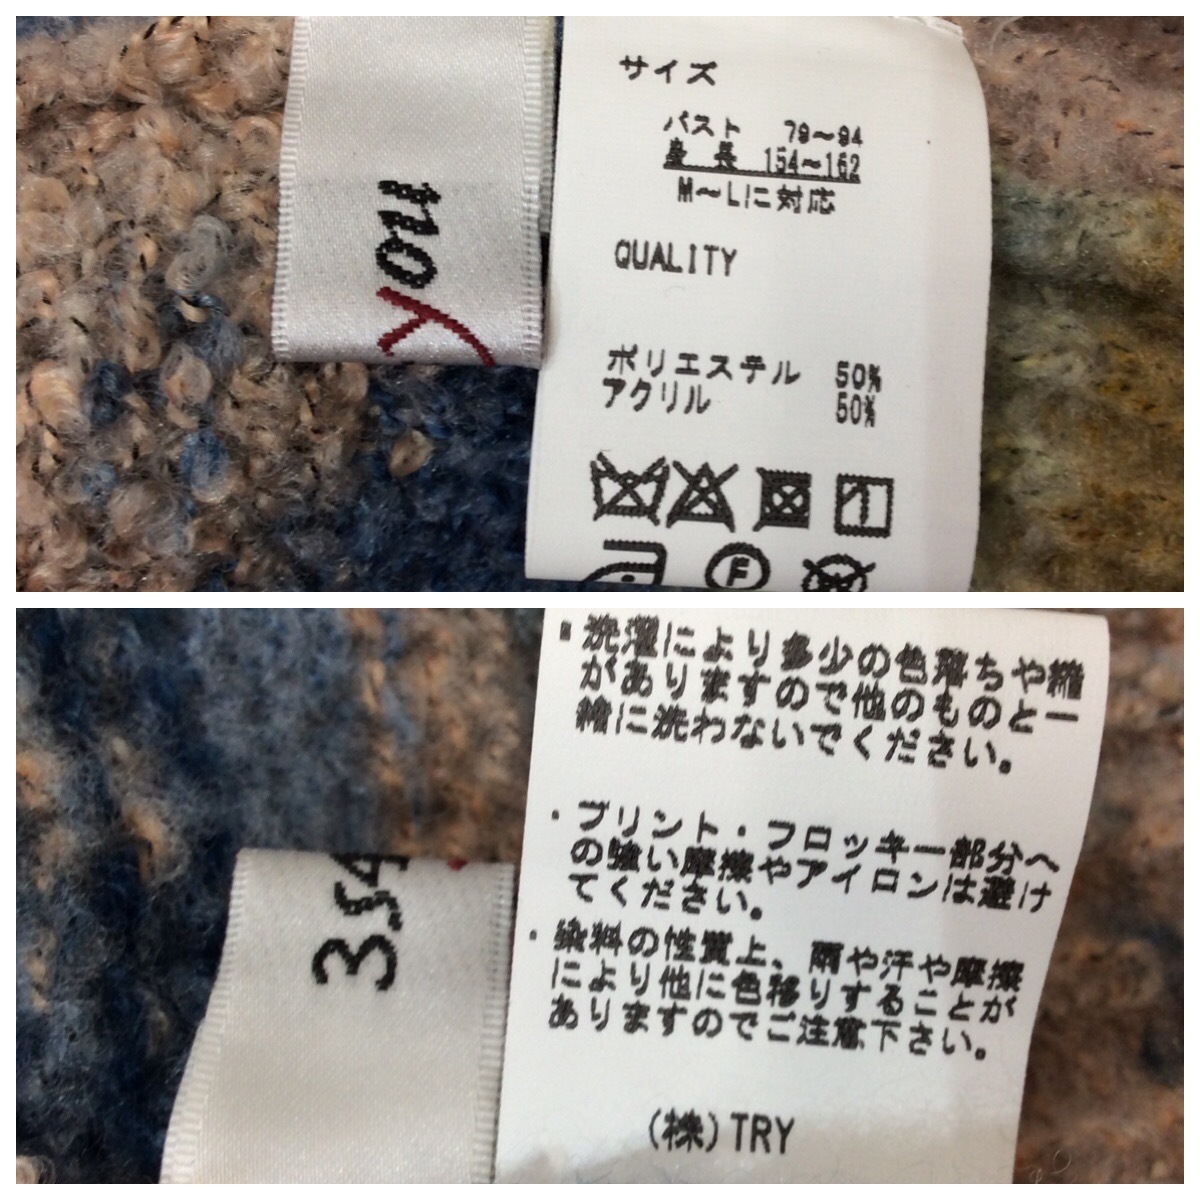 you
サイズ
バスト 79～94
身長 154～162
M～Lに対応
QUALITY
ポリエステル 50%
アクリル 50%
F
・洗濯により多少の色落ちや縮
がありますので他のものと一
緒に洗わないでください。
・プリント・フロッキー部分へ
の強い摩擦やアイロンは避け
てください。
・染料の性質上、雨や汗や摩擦
により他に色移りすることが
ありますのでご注意下さい。
(株)TRY